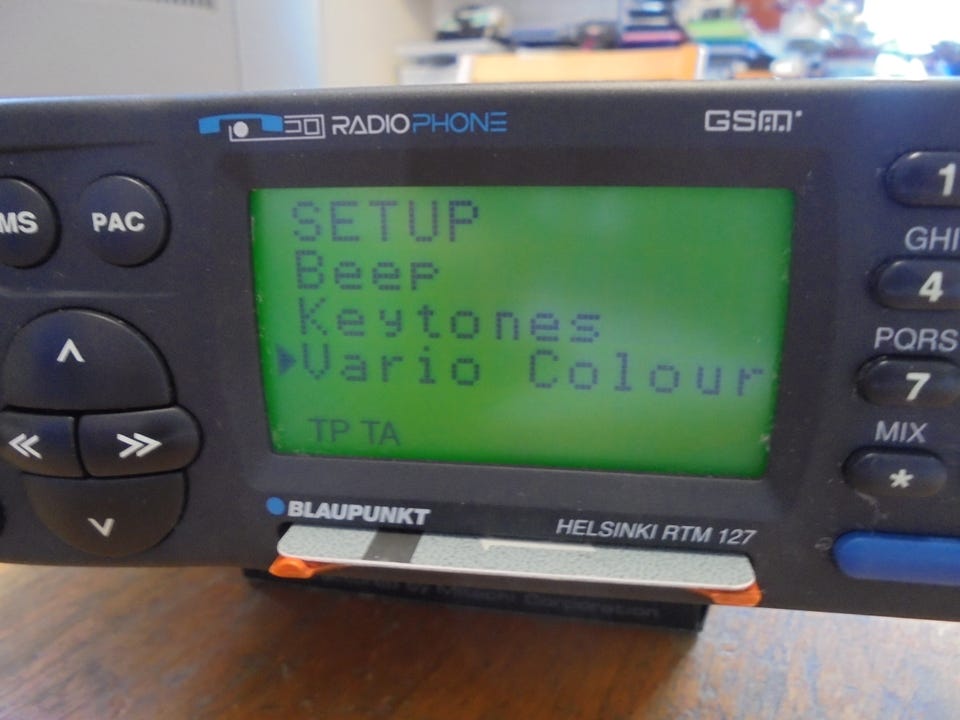 RADIOPHONE
GSM
MS
PAC
SETUP
Beep
Keytones
Vario Colour
TP TA
1
GHI
4
PQRS
7
MIX
*
BLAUPUNKT
HELSINKI RTM 127
Corporation